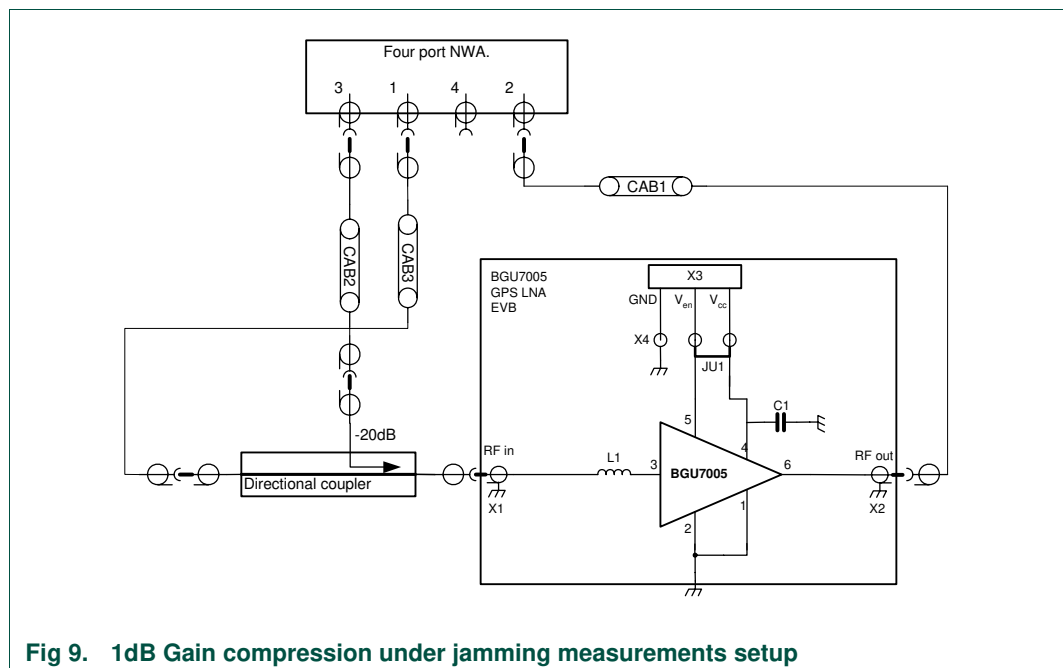 Four port NWA.
3 1 4 2
CAB1
CAB2
CAB3
BGU7005
GPS LNA
EVB
X3
GND Ven Vcc
X4
JU1
C1
-20dB
5
4
RF in
L1
3
BGU7005
6
RF out
Directional coupler
X1
1
X2
2
Fig 9. 1dB Gain compression under jamming measurements setup